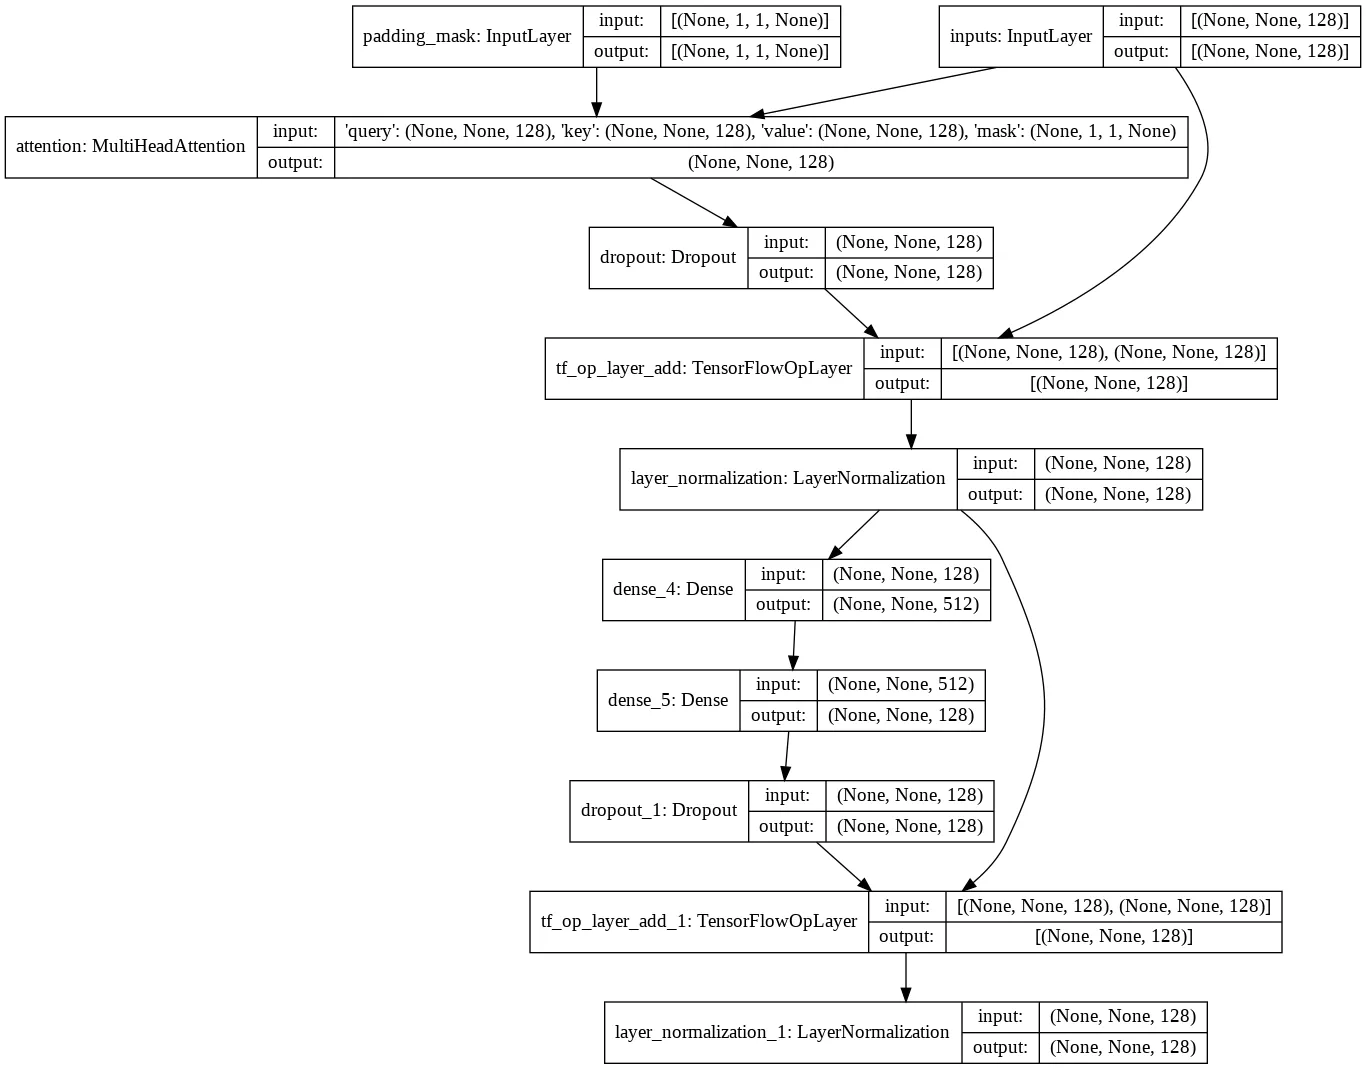 padding_mask: InputLayer
input: [(None, 1, 1, None)]
output: [(None, 1, 1, None)]
inputs: InputLayer
input: [(None, None, 128)]
output: [(None, None, 128)]
attention: MultiHeadAttention
input: 'query': (None, None, 128), 'key': (None, None, 128), 'value': (None, None, 128), 'mask': (None, 1, 1, None)
output: (None, None, 128)
dropout: Dropout
input: (None, None, 128)
output: (None, None, 128)
tf_op_layer_add: TensorFlowOpLayer
input: [(None, None, 128), (None, None, 128)]
output: [(None, None, 128)]
layer_normalization: LayerNormalization
input: (None, None, 128)
output: (None, None, 128)
dense_4: Dense
input: (None, None, 128)
output: (None, None, 512)
dense_5: Dense
input: (None, None, 512)
output: (None, None, 128)
dropout_1: Dropout
input: (None, None, 128)
output: (None, None, 128)
tf_op_layer_add_1: TensorFlowOpLayer
input: [(None, None, 128), (None, None, 128)]
output: [(None, None, 128)]
layer_normalization_1: LayerNormalization
input: (None, None, 128)
output: (None, None, 128)